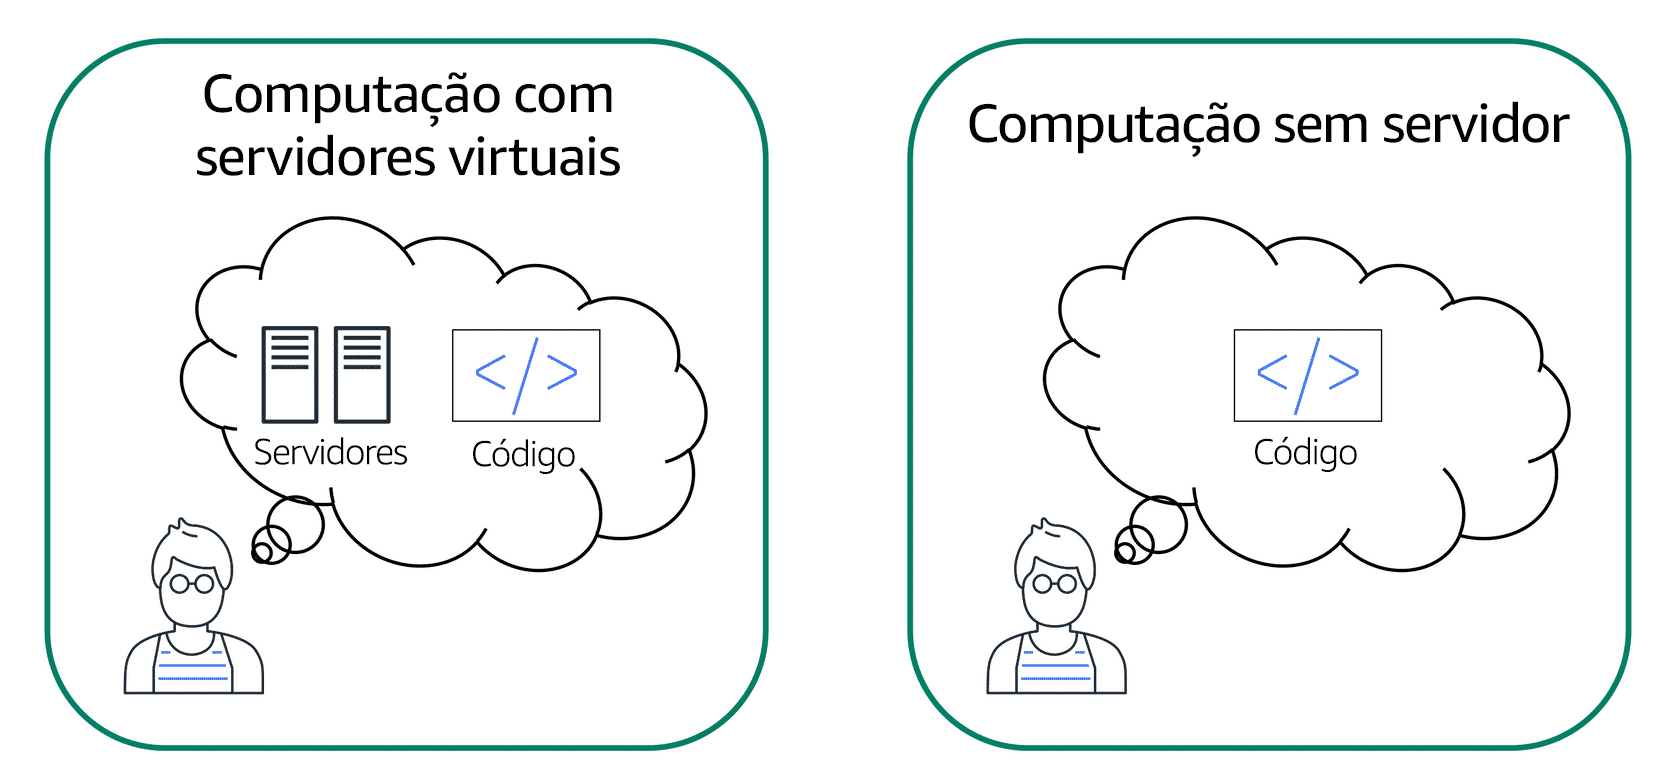 Computação com
servidores virtuais
Servidores
Código
Computação sem servidor
Código